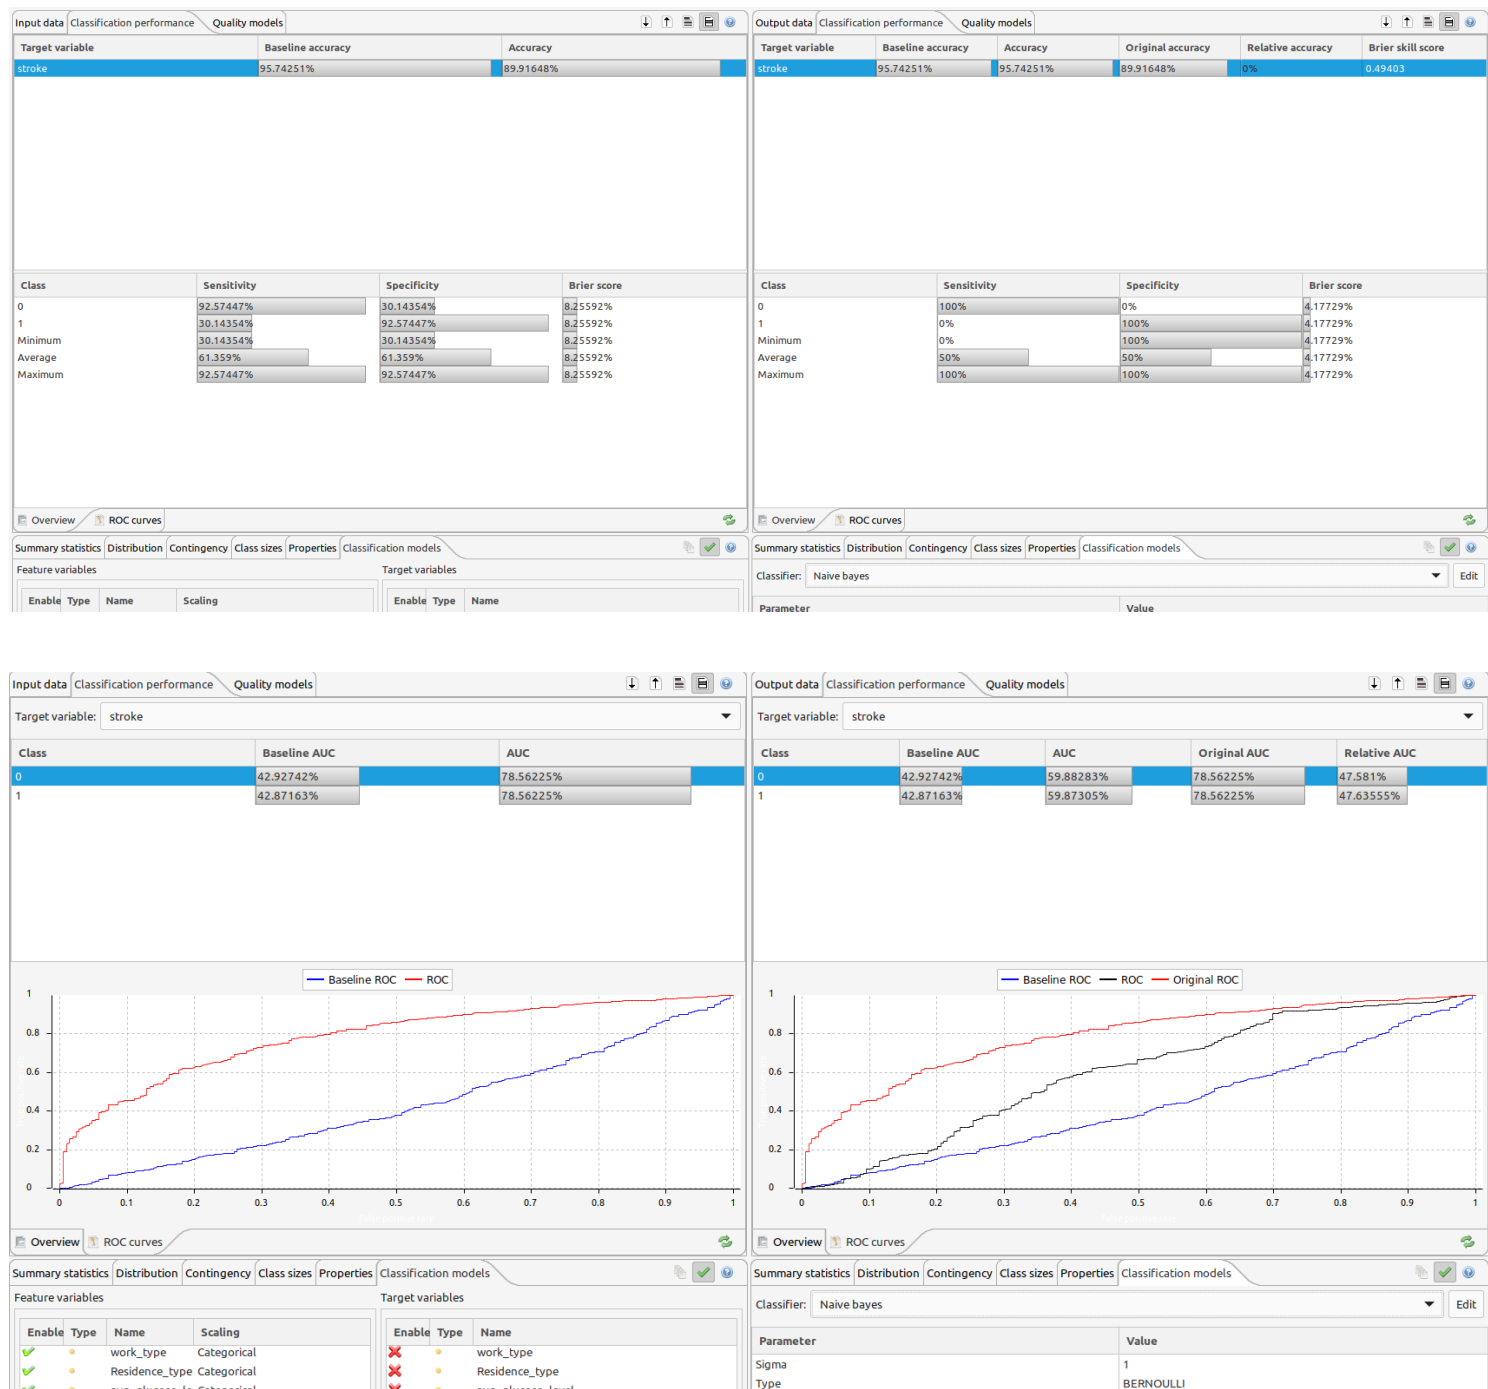 Input data Classification performance Quality models
Target variable Baseline accuracy Accuracy
stroke 95.74251% 89.91648%
Class Sensitivity Specificity Brier score
0 92.57447% 30.14354% 8.25592%
1 30.14354% 92.57447% 8.25592%
Minimum 30.14354% 30.14354% 8.25592%
Average 61.359% 61.359% 8.25592%
Maximum 92.57447% 92.57447% 8.25592%
Overview ROC curves
Summary statistics Distribution Contingency Class sizes Properties Classification models
Feature variables Target variables
Enable Type Name Scaling Enable Type Name
Output data Classification performance Quality models
Target variable Baseline accuracy Accuracy Original accuracy Relative accuracy Brier skill score
stroke 95.74251% 95.74251% 89.91648% 0% 0.49403
Class Sensitivity Specificity Brier score
0 100% 0% 4.17729%
1 0% 100% 4.17729%
Minimum 0% 100% 4.17729%
Average 50% 50% 4.17729%
Maximum 100% 100% 4.17729%
Overview ROC curves
Summary statistics Distribution Contingency Class sizes Properties Classification models
Classifier: Naive bayes Edit
Parameter Value
Input data Classification performance Quality models
Target variable: stroke
Class Baseline AUC AUC
0 42.92742% 78.56225%
1 42.87163% 78.56225%
Baseline ROC ROC
1
0.8
0.6
0.4
0.2
0
0 0.1 0.2 0.3 0.4 0.5 0.6 0.7 0.8 0.9 1
Overview ROC curves
Summary statistics Distribution Contingency Class sizes Properties Classification models
Feature variables Target variables
Enable Type Name Scaling Enable Type Name
work_type Categorical work_type
Residence_type Categorical Residence_type
Output data Classification performance Quality models
Target variable: stroke
Class Baseline AUC AUC Original AUC Relative AUC
0 42.92742% 59.88283% 78.56225% 47.581%
1 42.87163% 59.87305% 78.56225% 47.63555%
Baseline ROC ROC Original ROC
1
0.8
0.6
0.4
0.2
0
0 0.1 0.2 0.3 0.4 0.5 0.6 0.7 0.8 0.9 1
Overview ROC curves
Summary statistics Distribution Contingency Class sizes Properties Classification models
Classifier: Naive bayes Edit
Parameter Value
Sigma 1
Type BERNOULLI